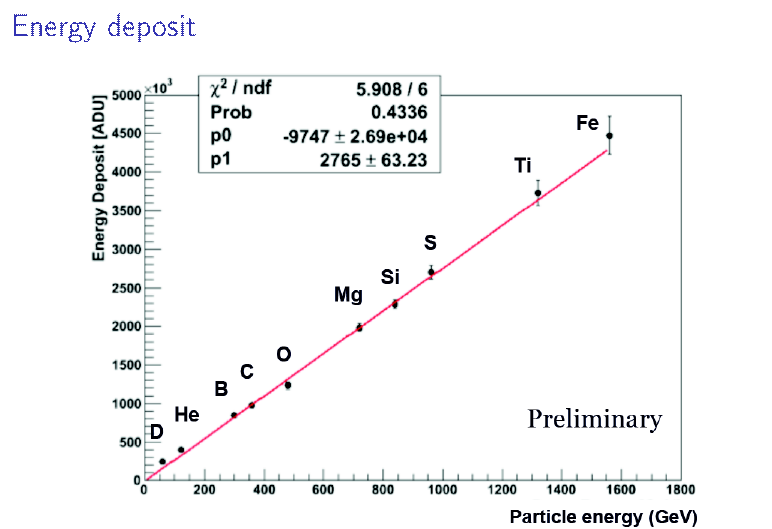 Energy deposit
×10³
χ² / ndf 5.908 / 6
Prob 0.4336
p0 -9747 ± 2.69e+04
p1 2765 ± 63.23
Energy Deposit [ADU]
5000
4500
4000
3500
3000
2500
2000
1500
1000
500
0
Fe
Ti
S
Si
Mg
O
C
B
He
D
Preliminary
0 200 400 600 800 1000 1200 1400 1600 1800
Particle energy (GeV)